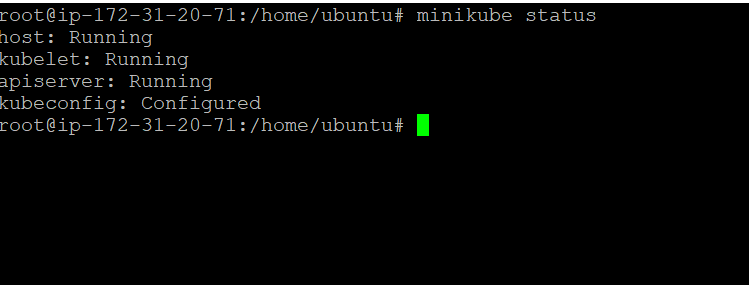 root@ip-172-31-20-71:/home/ubuntu# minikube status
host: Running
kubelet: Running
apiserver: Running
kubeconfig: Configured
root@ip-172-31-20-71:/home/ubuntu#